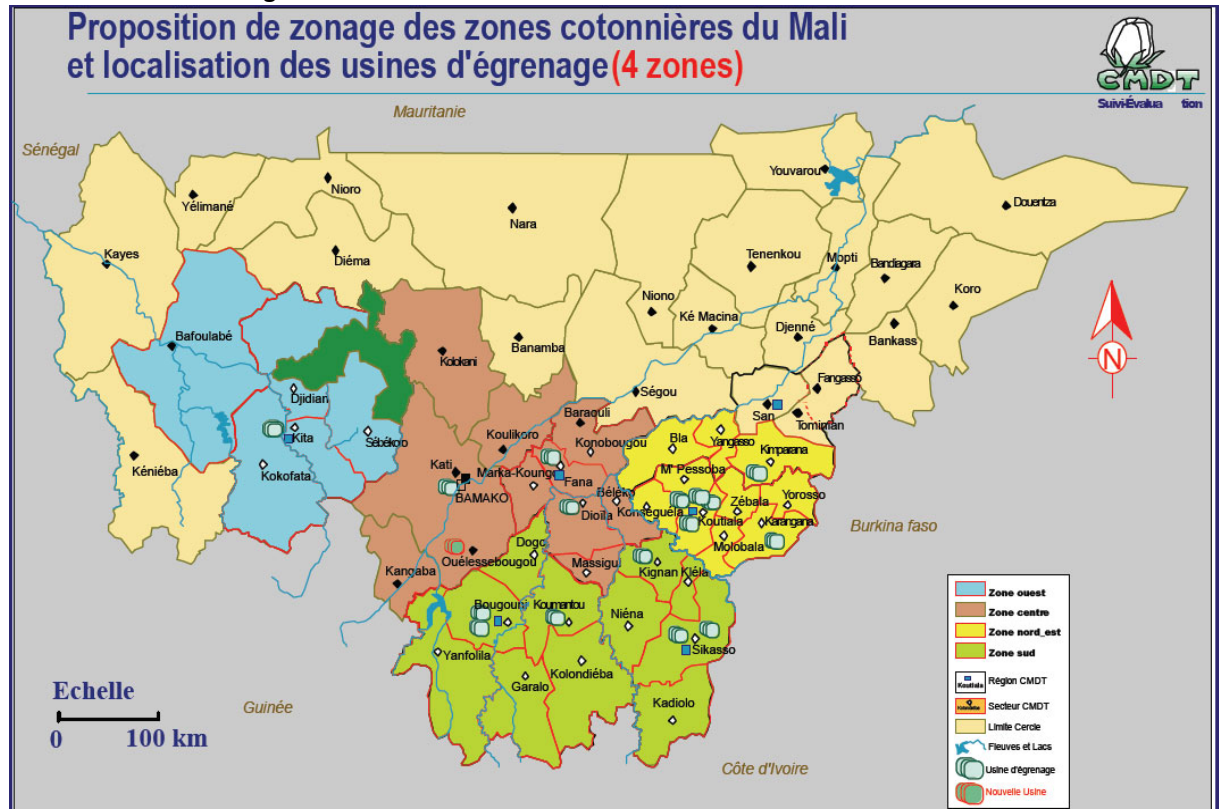 Proposition de zonage des zones cotonnières du Mali
et localisation des usines d'égrenage (4 zones)
CMDT
Suivi-Évalua tion
Mauritanie
Sénégal
Youvarou
Nioro
Yélimané
Douentza
Nara
Diéma
Kayes
Tenenkou
Mopti
Bandiagara
Koro
Niono
Ké Macina
Djenné
Bankass
Bafoulabé
Kolokani
Banamba
Fangasso
Djidian
Ségou
San
Tominian
Baraouli
Kita
Sébékoro
Koulikoro
Konobougou
Bla
Yangasso
Kimparana
Kéniéba
Kokofata
Kati
Marka-Koungo
Fana
M' Pessoba
BAMAKO
Béléko
Konséguéla
Zébala
Yorosso
Dioïla
Koutiala
Karangana
Burkina faso
Molobala
Ouélessebougou
Dogo
Kangaba
Massigui
Kignan
Kléla
Bougouni
Koumantou
Niéna
Sikasso
Yanfolila
Kolondiéba
Garalo
Kadiolo
Guinée
Côte d'Ivoire
Echelle
0 100 km
N
Zone ouest
Zone centre
Zone nord_est
Zone sud
Koutiala
Région CMDT
Secteur CMDT
Limite Cercle
Fleuves et Lacs
Usine d'égrenage
Nouvelle Usine